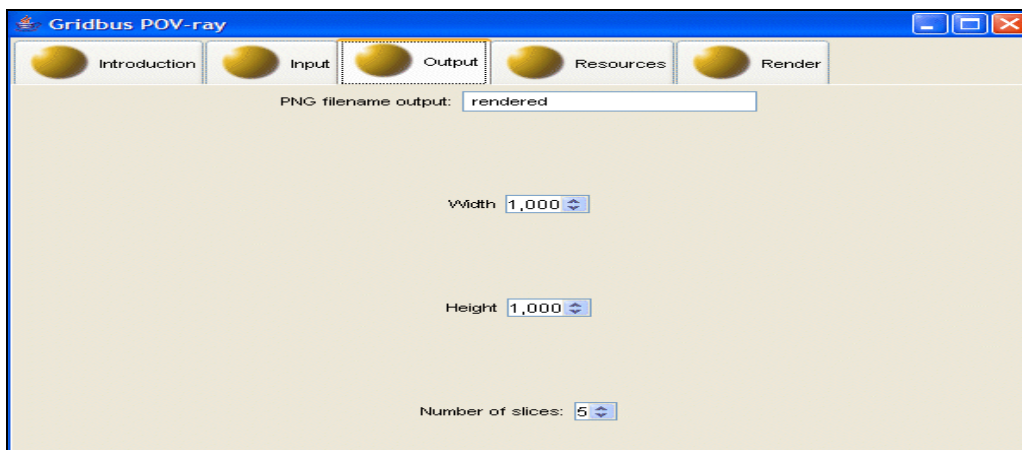 Gridbus POV-ray
Introduction Input Output Resources Render
PNG filename output: rendered
Width 1,000
Height 1,000
Number of slices: 5